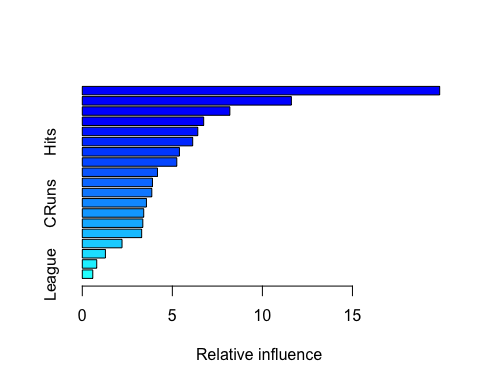 Hits
CRuns
League
0 5 10 15
Relative influence